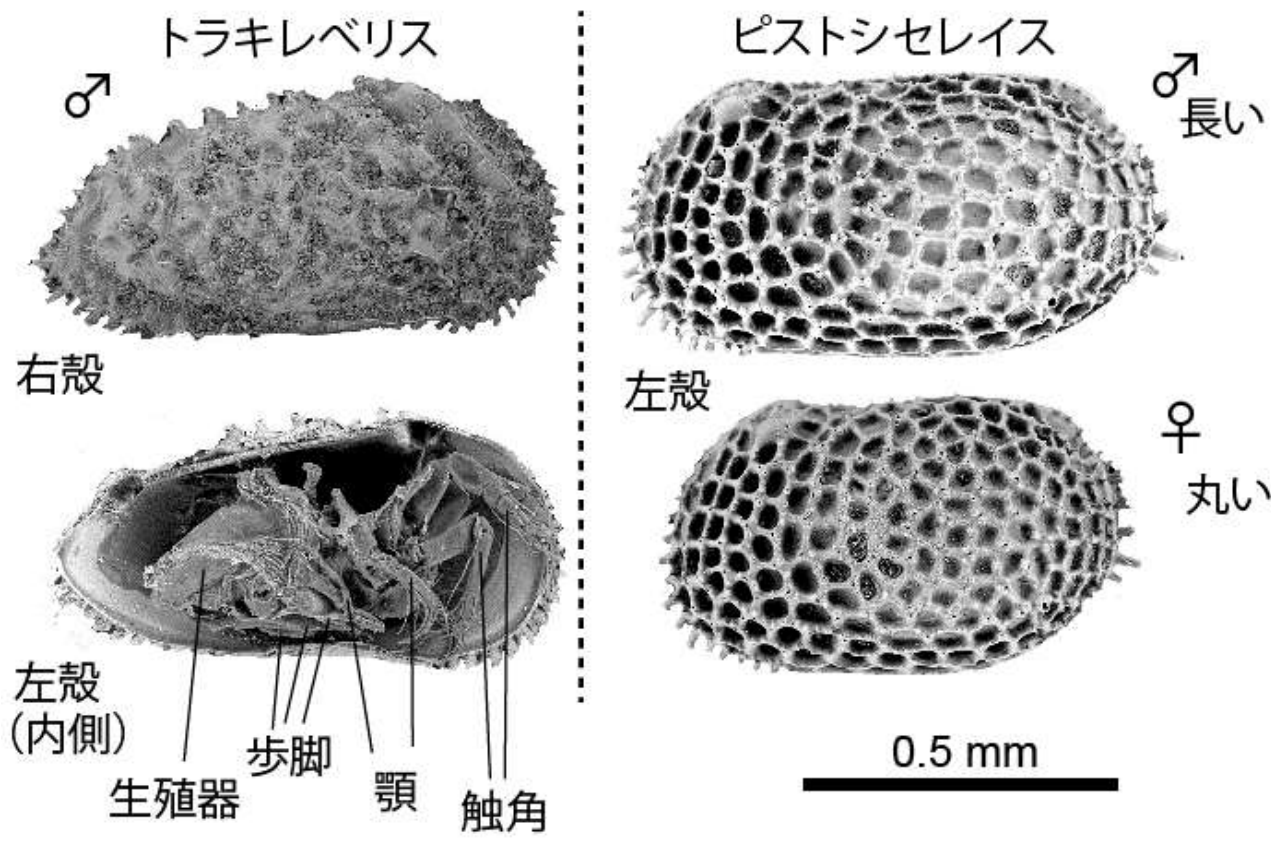 トラキレベリス
♂
右殻
左殻
(内側)
生殖器
歩脚
顎
触角
ピストシセレイス
♂
長い
左殻
♀
丸い
0.5 mm